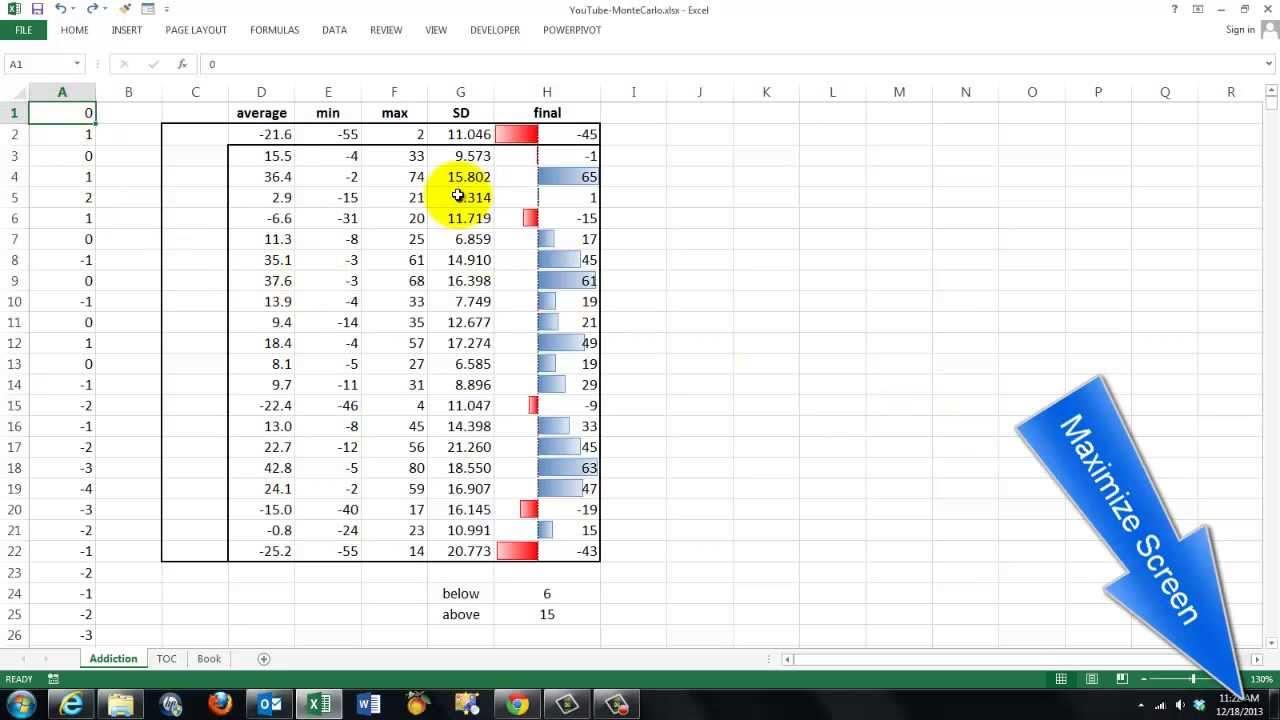 YouTube-MonteCarlo.xlsx - Excel
FILE HOME INSERT PAGE LAYOUT FORMULAS DATA REVIEW VIEW DEVELOPER POWERPIVOT Sign in
A1 fx 0
A B C D E F G H I J K L M N O P Q R
1 0 average min max SD final
2 1 -21.6 -55 2 11.046 -45
3 0 15.5 -4 33 9.573 -1
4 1 36.4 -2 74 15.802 65
5 2 2.9 -15 21 .314 1
6 1 -6.6 -31 20 11.719 -15
7 0 11.3 -8 25 6.859 17
8 -1 35.1 -3 61 14.910 45
9 0 37.6 -3 68 16.398 61
10 -1 13.9 -4 33 7.749 19
11 0 9.4 -14 35 12.677 21
12 1 18.4 -4 57 17.274 49
13 0 8.1 -5 27 6.585 19
14 -1 9.7 -11 31 8.896 29
15 -2 -22.4 -46 4 11.047 -9
16 -1 13.0 -8 45 14.398 33
17 -2 22.7 -12 56 21.260 45
18 -3 42.8 -5 80 18.550 63
19 -4 24.1 -2 59 16.907 47
20 -3 -15.0 -40 17 16.145 -19
21 -2 -0.8 -24 23 10.991 15
22 -1 -25.2 -55 14 20.773 -43
23 -2
24 -1 below 6
25 -2 above 15
26 -3
Maximize Screen
Addiction TOC Book
READY 130%
12/18/2013